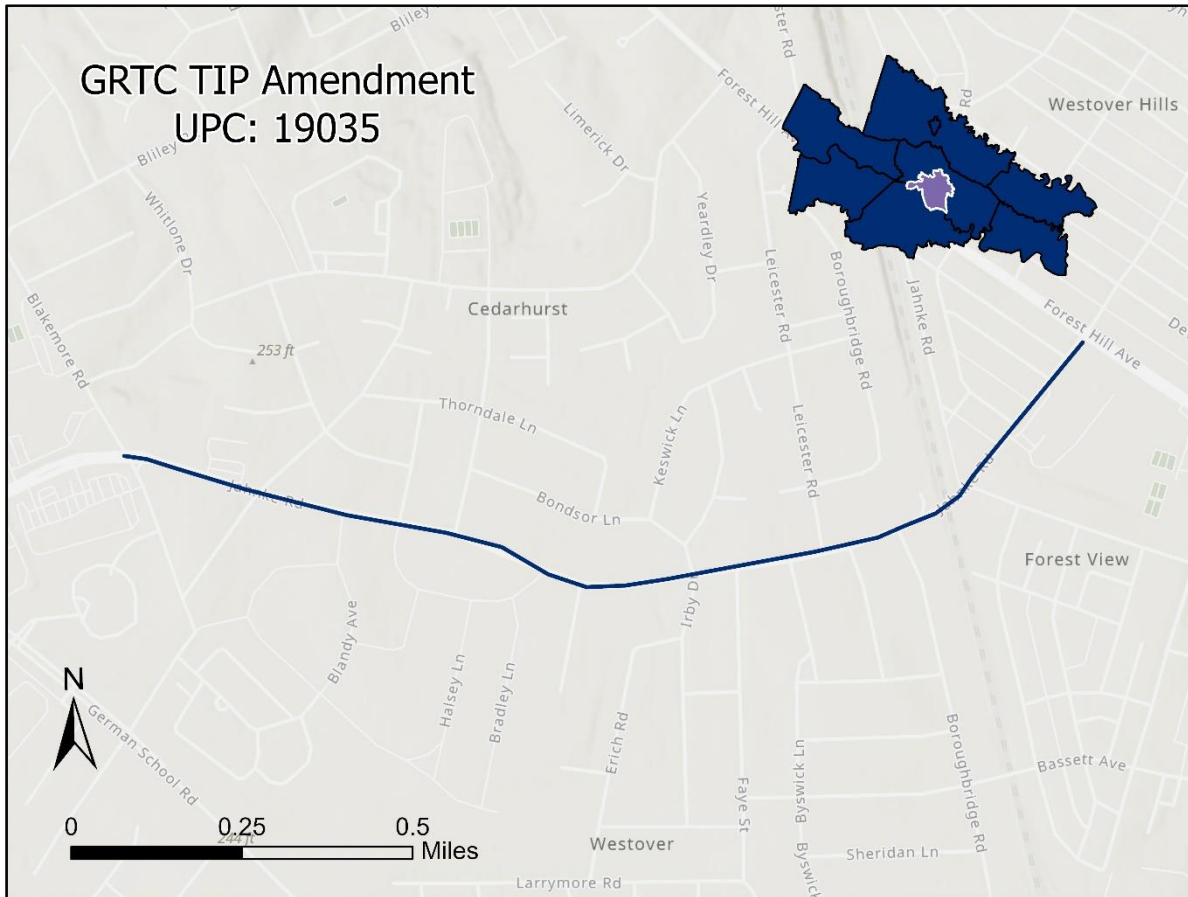 GRTC TIP Amendment
UPC: 19035
Bliley
Bliley
Limerick Dr
Forest Hill
Westover Hills
Whitlone Dr
Yeardley Dr
Leicester Rd
Boroughbridge Rd
Jahnke Rd
Blakemore Rd
Cedarhurst
253 ft
Forest Hill Ave
Thorndale Ln
Keswick Ln
Leicester Rd
Jahnke Rd
Bondsor Ln
Jahnke Rd
Forest View
Irby Dr
Blandy Ave
Halsey Ln
Bradley Ln
N
German School Rd
Erich Rd
Faye St
Byswick Ln
Boroughbridge Rd
Bassett Ave
0 0.25 0.5
Miles
244 ft
Westover
Byswick
Sheridan Ln
Larrymore Rd